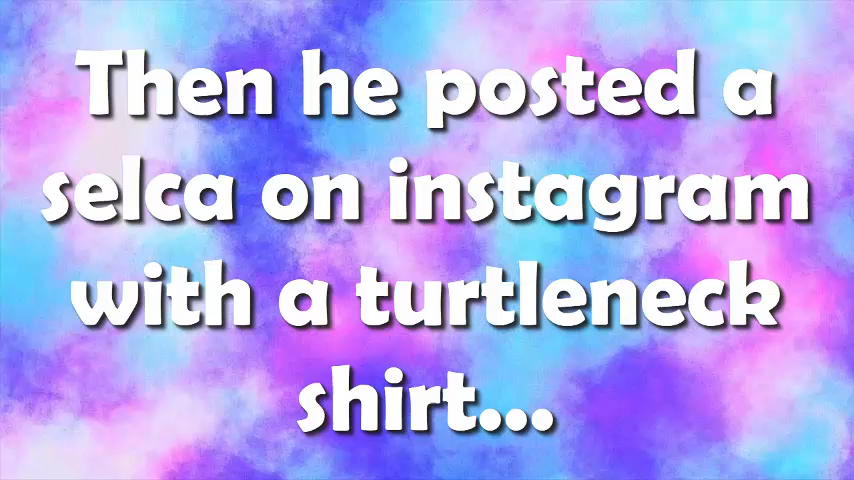 Then he posted a
selca on instagram
with a turtleneck
shirt...